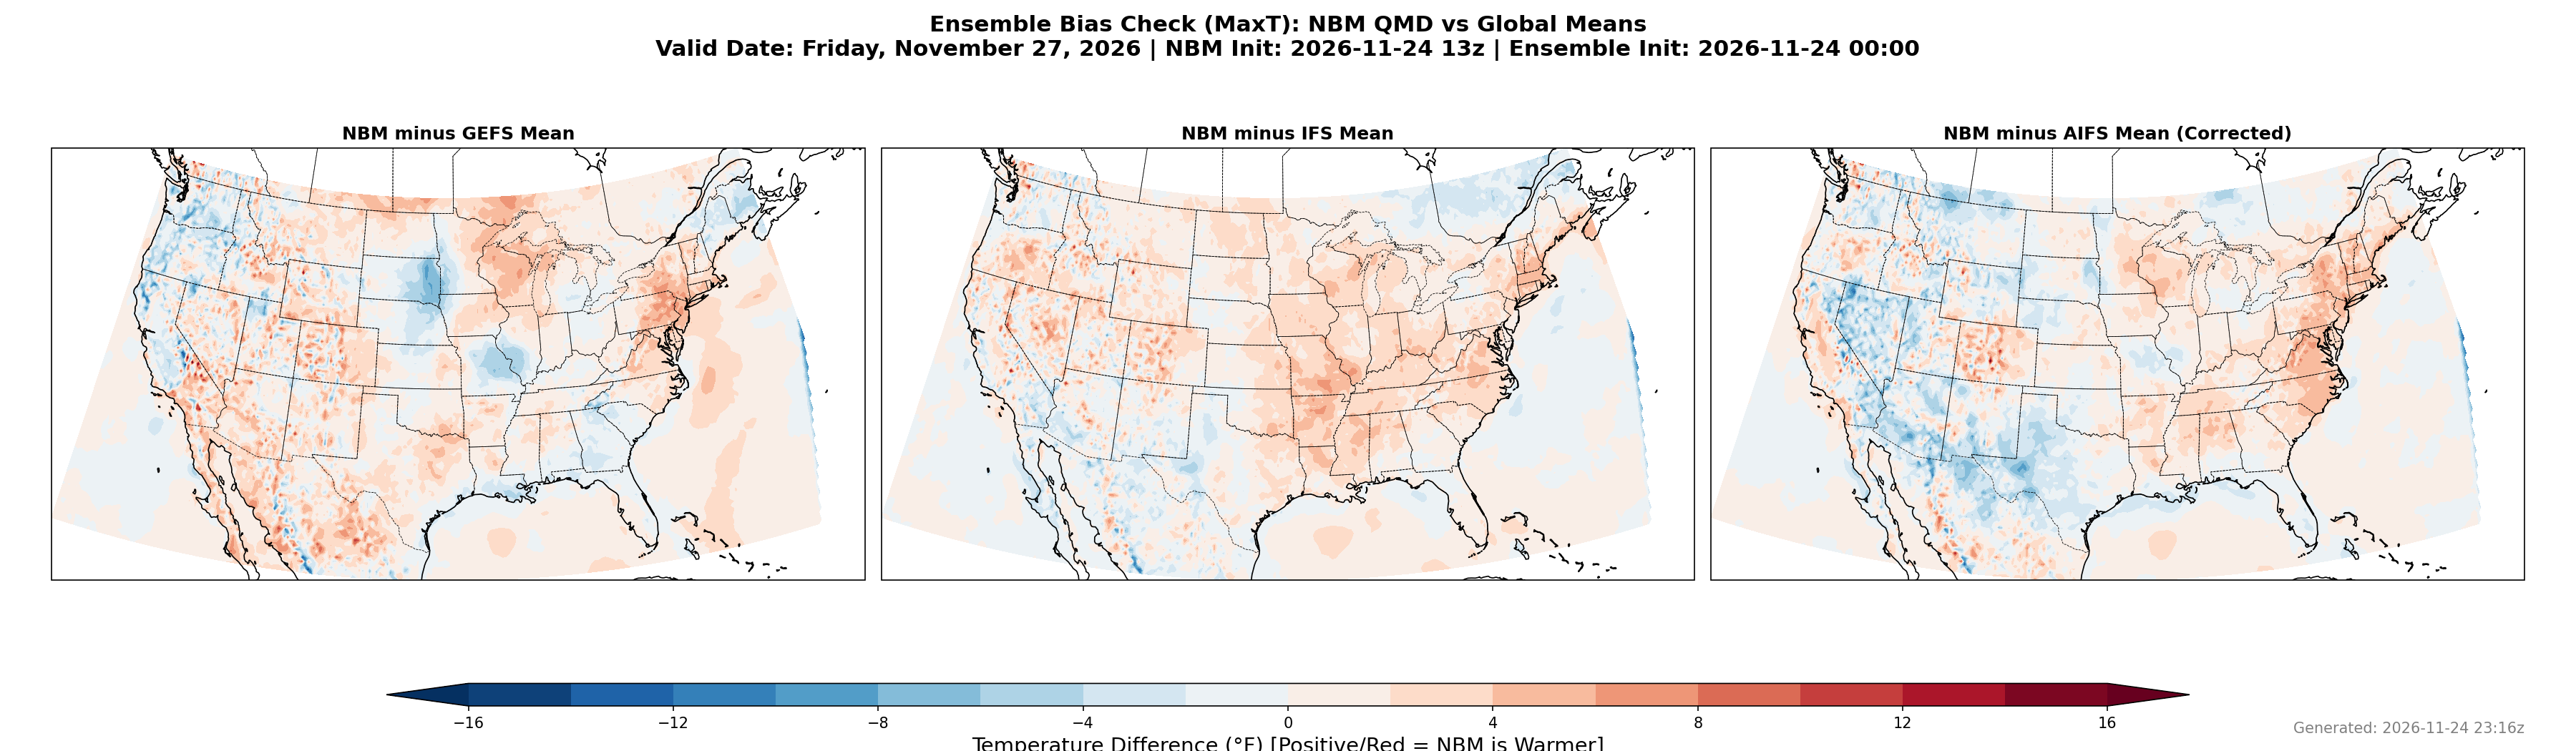 Ensemble Bias Check (MaxT): NBM QMD vs Global Means
Valid Date: Friday, November 27, 2026 | NBM Init: 2026-11-24 13z | Ensemble Init: 2026-11-24 00:00
NBM minus GEFS Mean
NBM minus IFS Mean
NBM minus AIFS Mean (Corrected)
−16 −12 −8 −4 0 4 8 12 16
Temperature Difference (°F) [Positive/Red = NBM is Warmer]
Generated: 2026-11-24 23:16z